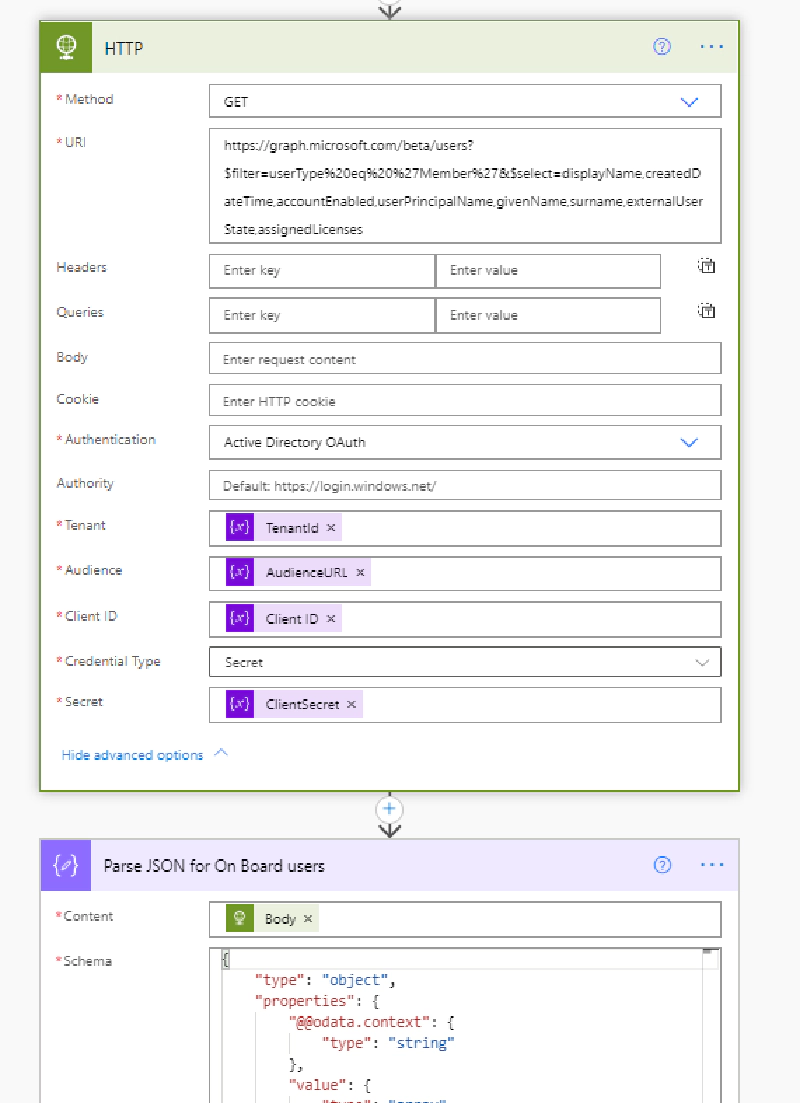 HTTP
* Method
GET
* URI
https://graph.microsoft.com/beta/users?
$filter=userType%20eq%20%27Member%27&$select=displayName,createdD
ateTime,accountEnabled,userPrincipalName,givenName,surname,externalUser
State,assignedLicenses
Headers
Enter key
Enter value
Queries
Enter key
Enter value
Body
Enter request content
Cookie
Enter HTTP cookie
* Authentication
Active Directory OAuth
Authority
Default: https://login.windows.net/
* Tenant
{x} TenantId ×
* Audience
{x} AudienceURL ×
* Client ID
{x} Client ID ×
* Credential Type
Secret
* Secret
{x} ClientSecret ×
Hide advanced options
Parse JSON for On Board users
* Content
Body ×
* Schema
{
"type": "object",
"properties": {
"@@odata.context": {
"type": "string"
},
"value": {